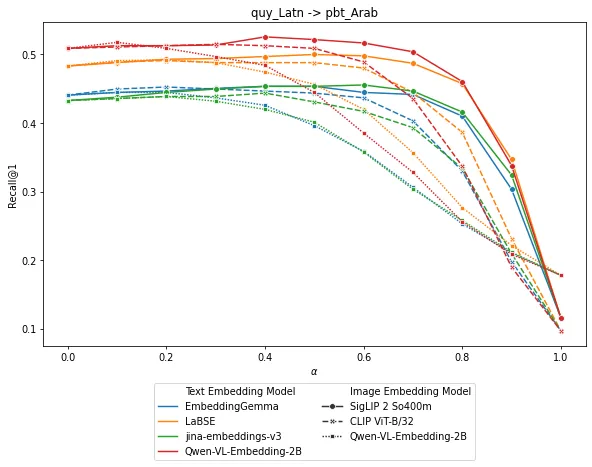 quy_Latn -> pbt_Arab
Recall@1
0.5
0.4
0.3
0.2
0.1
0.0
0.2
0.4
0.6
0.8
1.0
α
Text Embedding Model
EmbeddingGemma
LaBSE
jina-embeddings-v3
Qwen-VL-Embedding-2B
Image Embedding Model
SigLIP 2 So400m
CLIP ViT-B/32
Qwen-VL-Embedding-2B